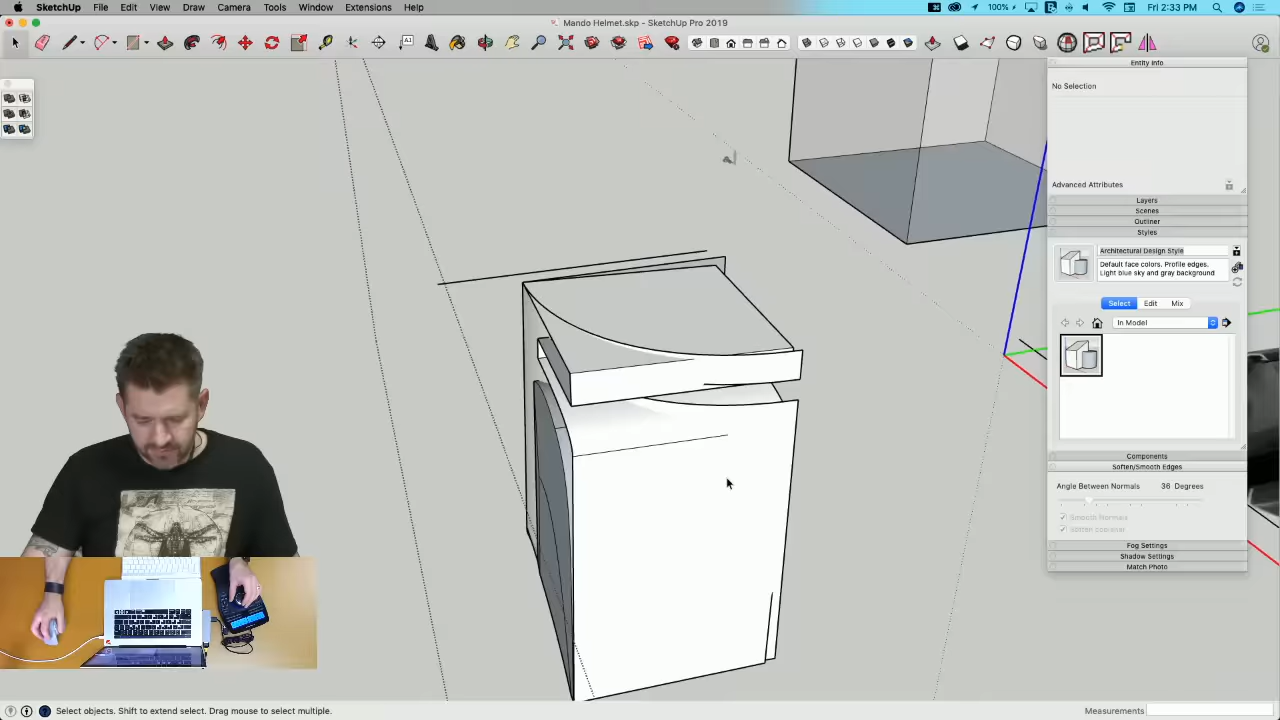 SketchUp File Edit View Draw Camera Tools Window Extensions Help
100% Fri 2:33 PM
Mando Helmet.skp - SketchUp Pro 2019
Entity Info
No Selection
Advanced Attributes
Layers
Scenes
Outliner
Styles
Architectural Design Style
Default face colors. Profile edges.
Light blue sky and gray background
Select Edit Mix
In Model
Components
Soften/Smooth Edges
Angle Between Normals 36 Degrees
Smooth Normals
Soften coplanar
Fog Settings
Shadow Settings
Match Photo
Select objects. Shift to extend select. Drag mouse to select multiple.
Measurements